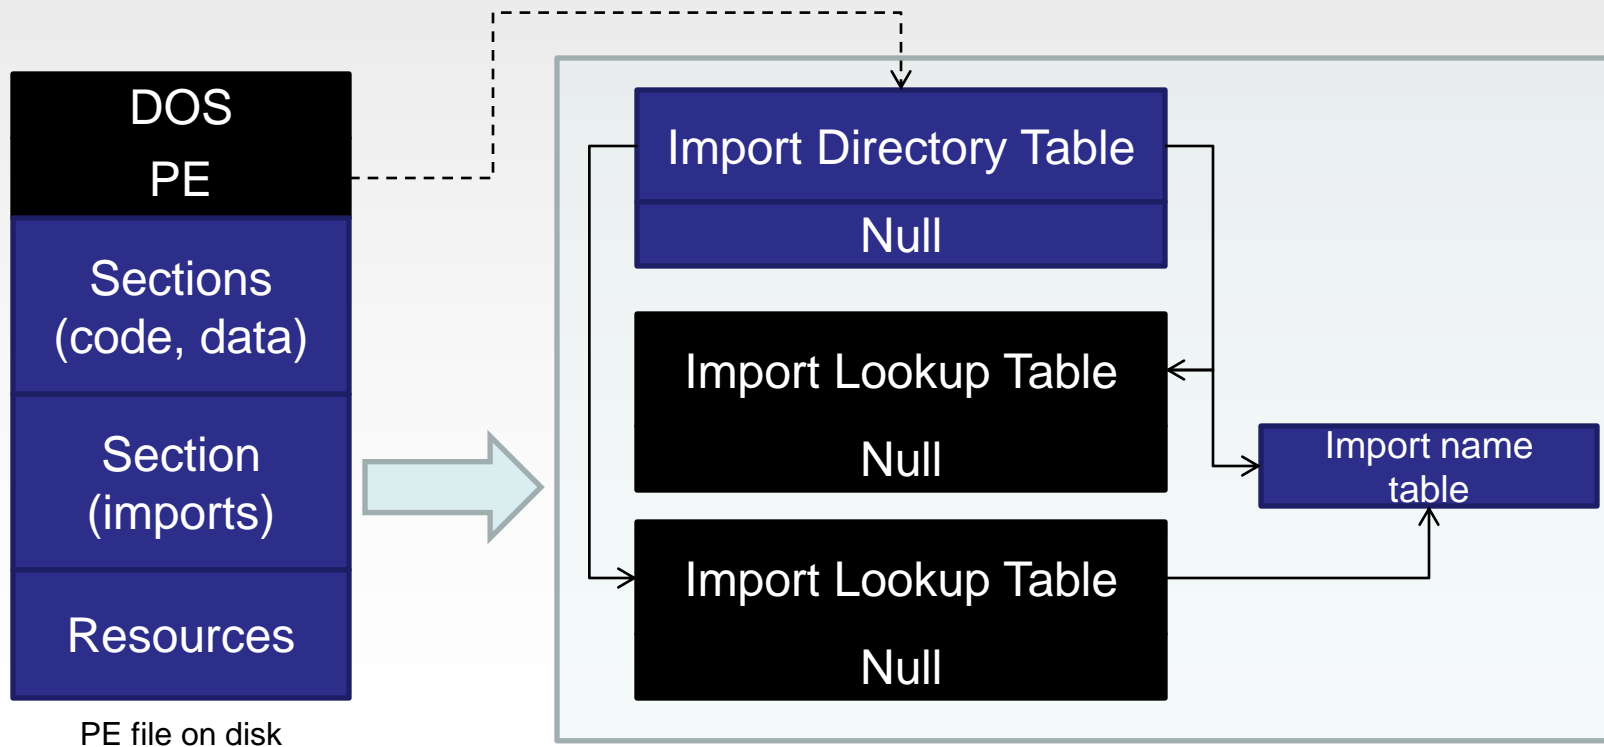 DOS
PE
Sections
(code, data)
Section
(imports)
Resources
PE file on disk
Import Directory Table
Null
Import Lookup Table
Null
Import Lookup Table
Null
Import name
table